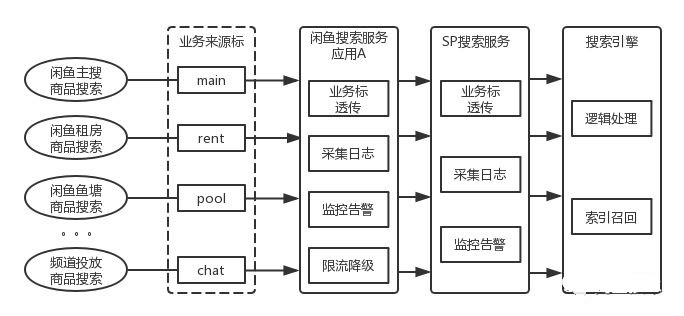 业务来源标
闲鱼搜索服务
应用A
SP搜索服务
搜索引擎
闲鱼主搜
商品搜索
main
业务标
透传
业务标
透传
逻辑处理
闲鱼租房
商品搜索
rent
采集日志
采集日志
闲鱼鱼塘
商品搜索
pool
监控告警
监控告警
索引召回
。。。
频道投放
商品搜索
chat
限流降级